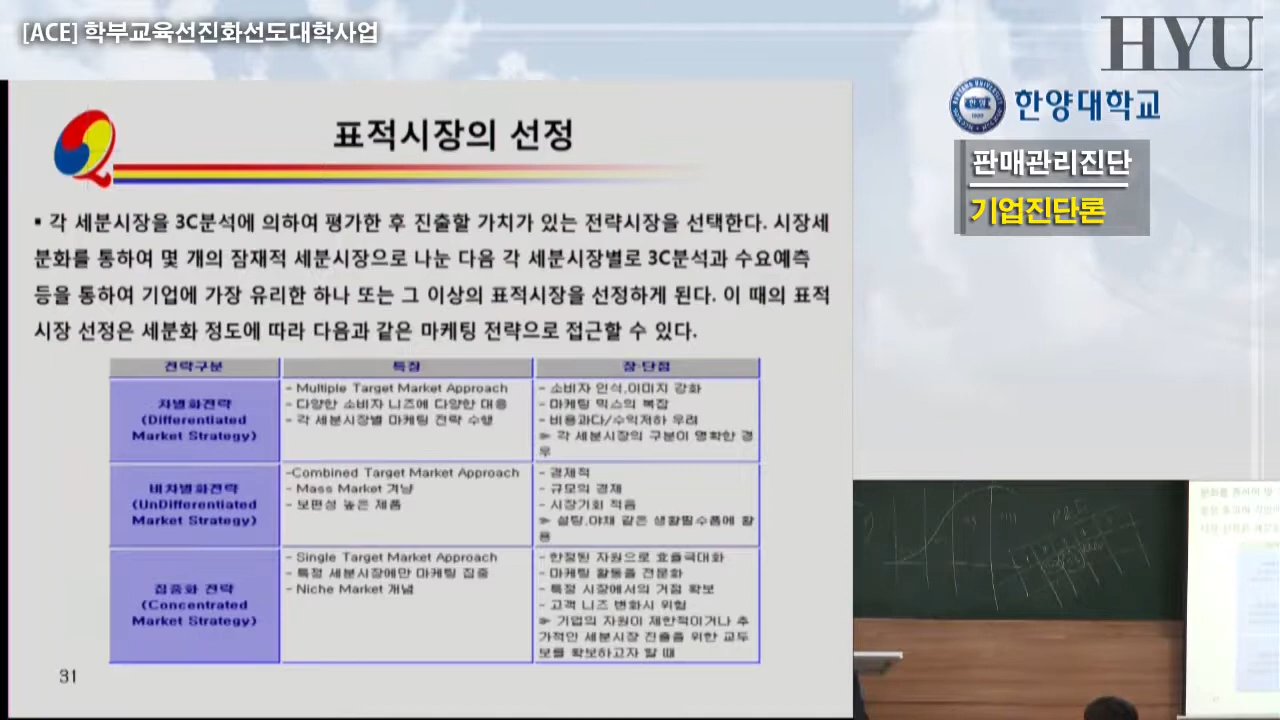 [ACE] 학부교육선진화선도대학사업
HYU
한양대학교
판매관리진단
기업진단론
표적시장의 선정
▪ 각 세분시장을 3C분석에 의하여 평가한 후 진출할 가치가 있는 전략시장을 선택한다. 시장세
분화를 통하여 몇 개의 잠재적 세분시장으로 나눈 다음 각 세분시장별로 3C분석과 수요예측
등을 통하여 기업에 가장 유리한 하나 또는 그 이상의 표적시장을 선정하게 된다. 이 때의 표적
시장 선정은 세분화 정도에 따라 다음과 같은 마케팅 전략으로 접근할 수 있다.
전략구분 특징 장·단점
차별화전략
(Differentiated
Market Strategy)
- Multiple Target Market Approach
- 다양한 소비자 니즈에 다양한 대응
- 각 세분시장별 마케팅 전략 수행
- 소비자 인식,이미지 강화
- 마케팅 믹스의 복잡
- 비용과다/수익저하 우려
➽ 각 세분시장의 구분이 명확한 경
우
비차별화전략
(UnDifferentiated
Market Strategy)
-Combined Target Market Approach
- Mass Market 겨냥
- 보편성 높은 제품
- 경제적
- 규모의 경제
- 시장기회 적음
➽ 설탕,야채 같은 생활필수품에 활
용
집중화 전략
(Concentrated
Market Strategy)
- Single Target Market Approach
- 특정 세분시장에만 마케팅 집중
- Niche Market 개념
- 한정된 자원으로 효율극대화
- 마케팅 활동을 전문화
- 특정 시장에서의 거점 확보
- 고객 니즈 변화시 위험
➽ 기업의 자원이 제한적이거나 추
가적인 세분시장 진출을 위한 교두
보를 확보하고자 할 때
31